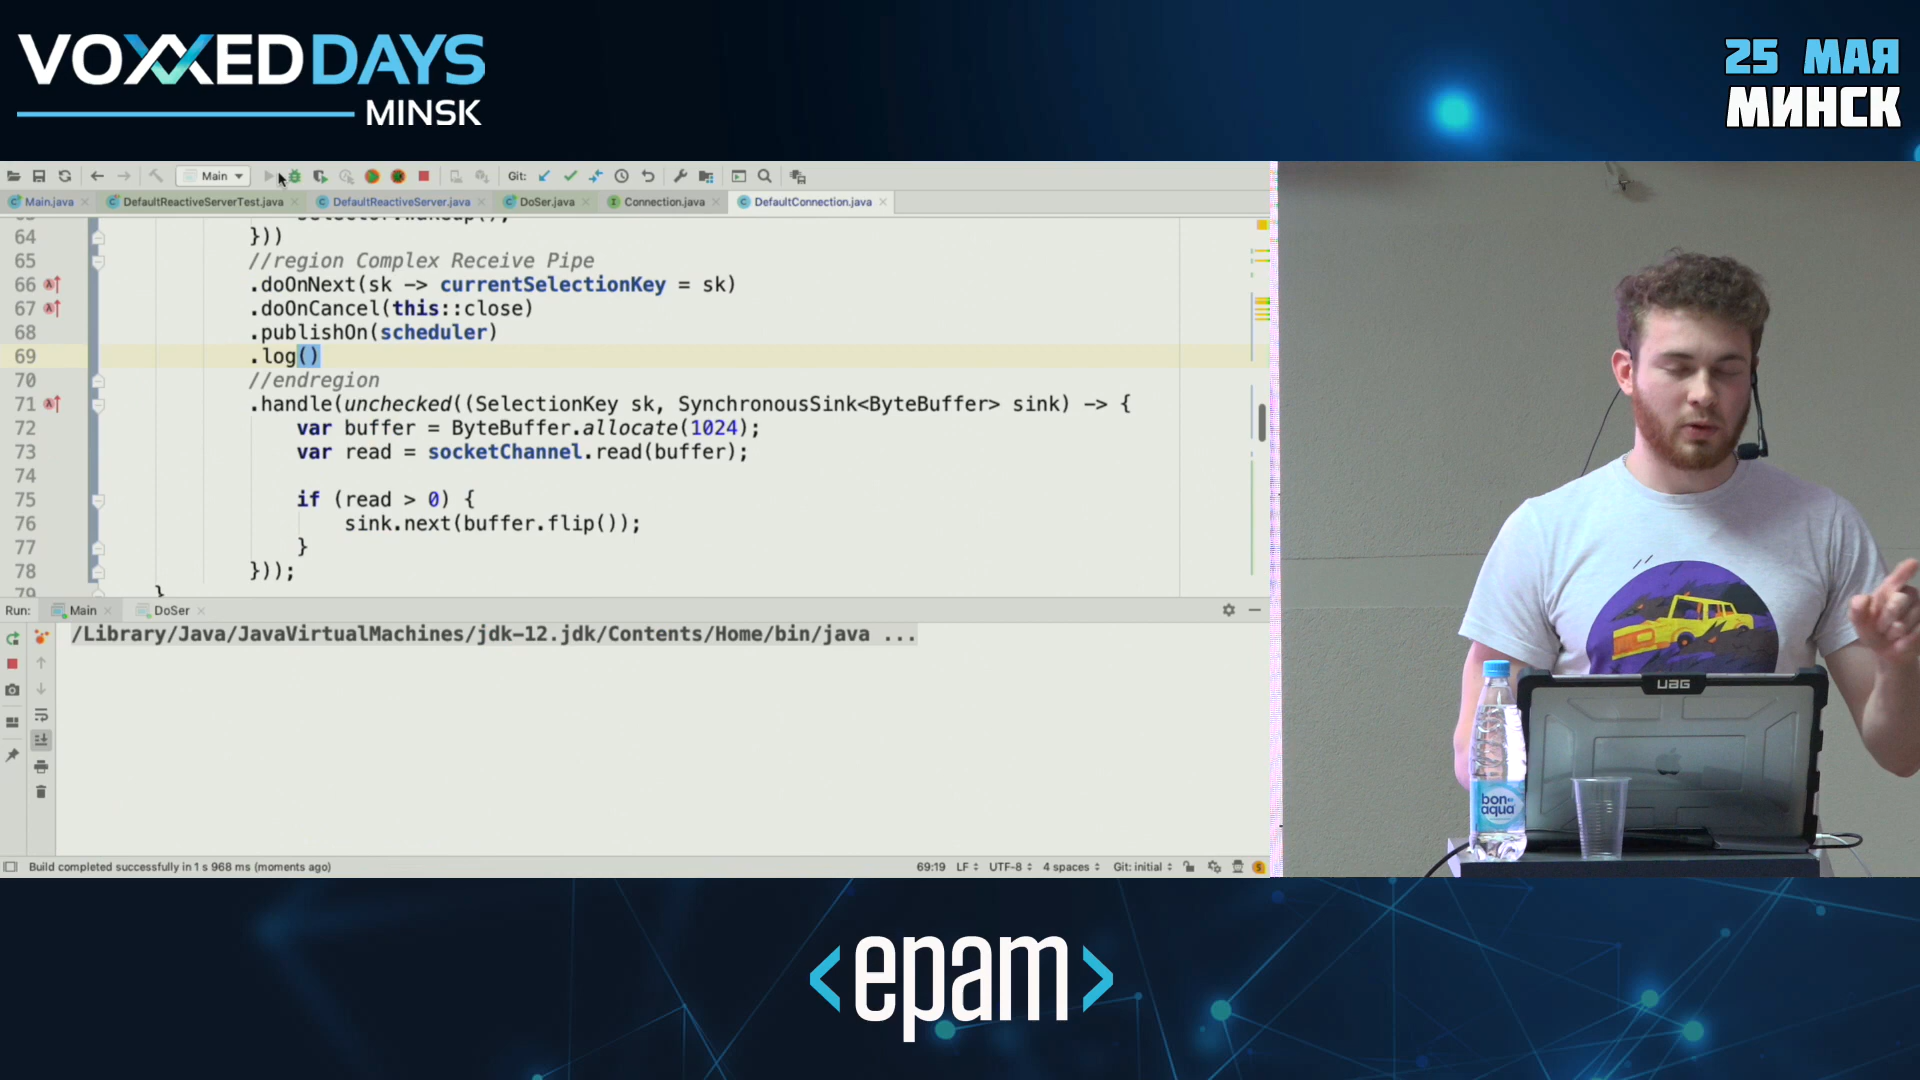 VOXXEDDAYS
MINSK
25 МАЯ
МИНСК
Main
Git:
Main.java
DefaultReactiveServerTest.java
DefaultReactiveServer.java
DoSer.java
Connection.java
DefaultConnection.java
64 }))
65 //region Complex Receive Pipe
66 .doOnNext(sk -> currentSelectionKey = sk)
67 .doOnCancel(this::close)
68 .publishOn(scheduler)
69 .log()
70 //endregion
71 .handle(unchecked((SelectionKey sk, SynchronousSink<ByteBuffer> sink) -> {
72 var buffer = ByteBuffer.allocate(1024);
73 var read = socketChannel.read(buffer);
74
75 if (read > 0) {
76 sink.next(buffer.flip());
77 }
78 }));
79 }
Run: Main DoSer
/Library/Java/JavaVirtualMachines/jdk-12.jdk/Contents/Home/bin/java ...
Build completed successfully in 1 s 968 ms (moments ago)
69:19 LF UTF-8 4 spaces Git: initial
UAG
bon
aqua
<epam>